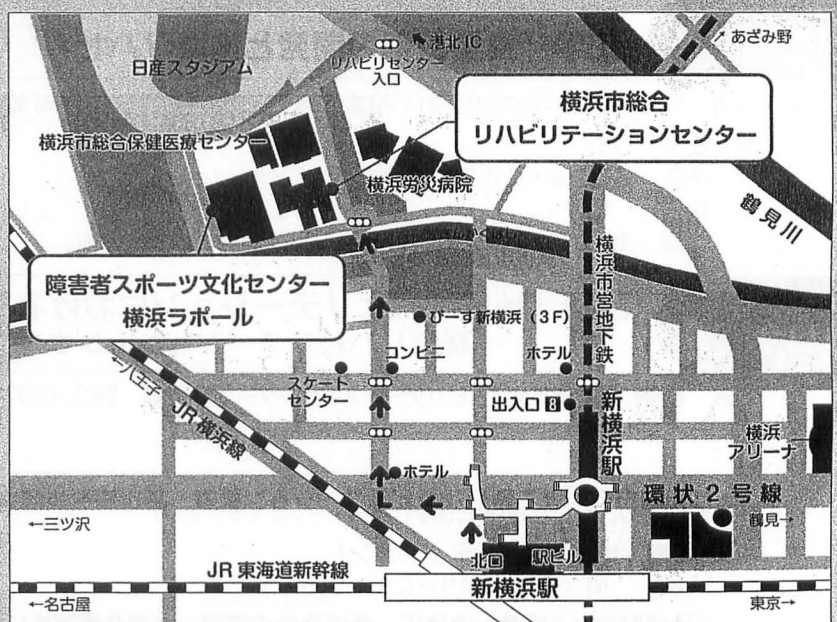 港北IC
↗あざみ野
日産スタジアム
リハビリセンター
入口
横浜市総合
リハビリテーションセンター
横浜市総合保健医療センター
横浜労災病院
鶴見川
横浜市営地下鉄
障害者スポーツ文化センター
横浜ラポール
びーす新横浜(3F)
コンビニ
ホテル
←八王子
スケート
センター
JR横浜線
出入口8
新横浜駅
横浜
アリーナ
ホテル
環状2号線
←三ツ沢
鶴見→
北口
駅ビル
JR東海道新幹線
新横浜駅
←名古屋
東京→